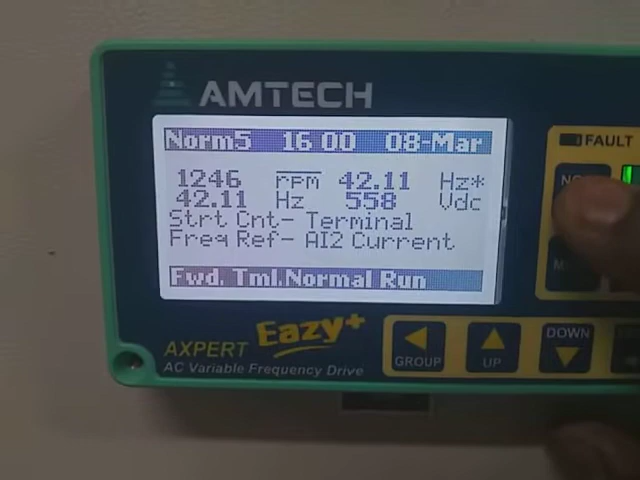 AMTECH
Norm5 16 00 08-Mar
1246 rpm 42.11 Hz*
42.11 Hz 558 Vdc
Strt Cnt- Terminal
Freq Ref- AI2 Current
Fwd. Tml.Normal Run
FAULT
AXPERT Eazy+
AC Variable Frequency Drive
GROUP
UP
DOWN